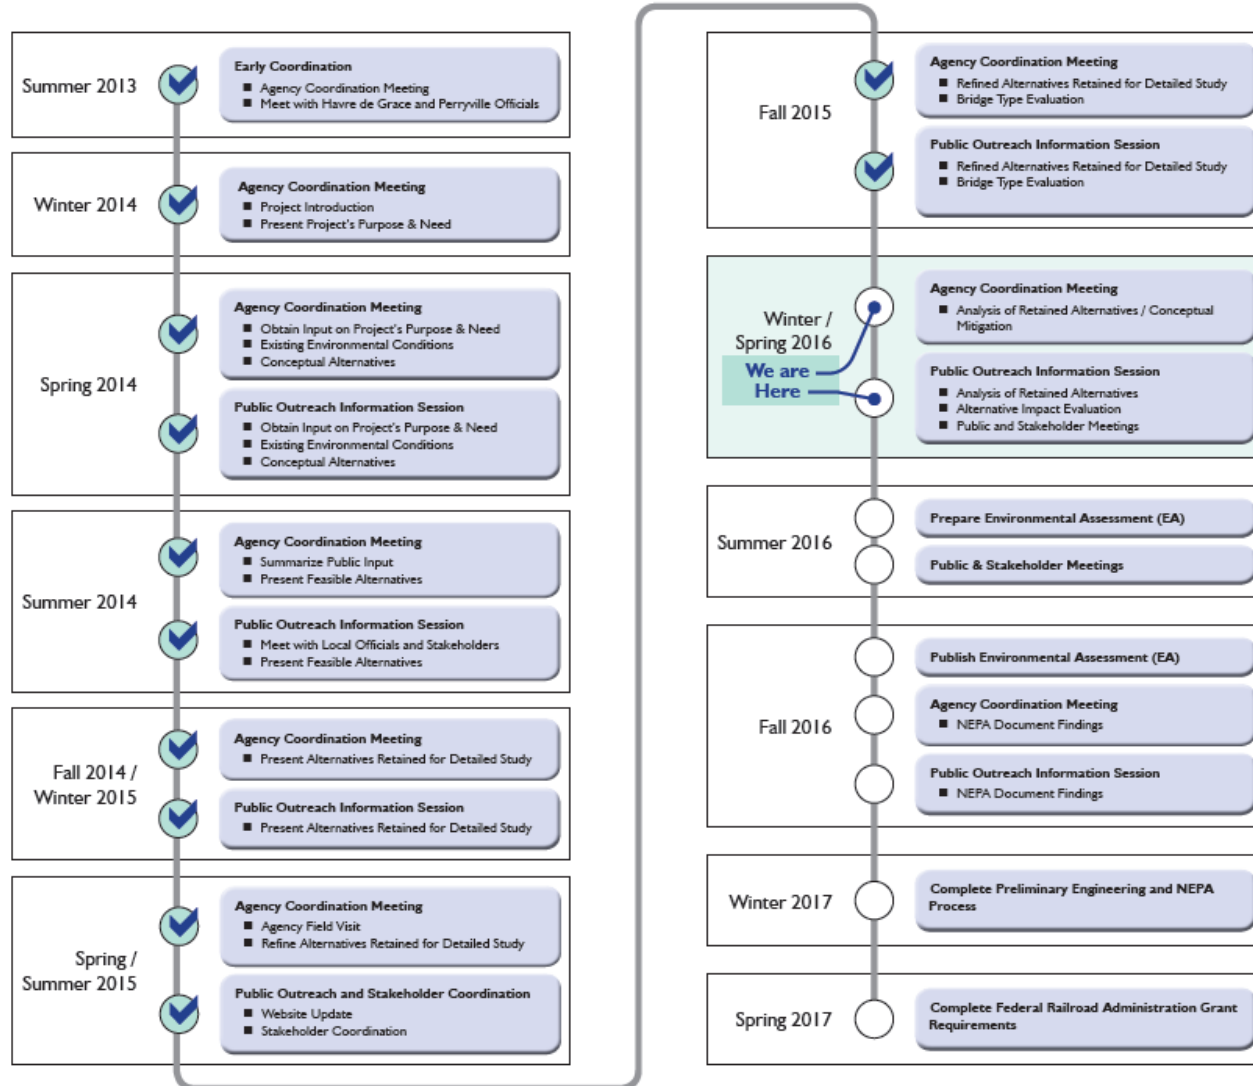 Summer 2013
Early Coordination
■ Agency Coordination Meeting
■ Meet with Havre de Grace and Perryville Officials
Winter 2014
Agency Coordination Meeting
■ Project Introduction
■ Present Project's Purpose & Need
Spring 2014
Agency Coordination Meeting
■ Obtain Input on Project's Purpose & Need
■ Existing Environmental Conditions
■ Conceptual Alternatives
Public Outreach Information Session
■ Obtain Input on Project's Purpose & Need
■ Existing Environmental Conditions
■ Conceptual Alternatives
Summer 2014
Agency Coordination Meeting
■ Summarize Public Input
■ Present Feasible Alternatives
Public Outreach Information Session
■ Meet with Local Officials and Stakeholders
■ Present Feasible Alternatives
Fall 2014 /
Winter 2015
Agency Coordination Meeting
■ Present Alternatives Retained for Detailed Study
Public Outreach Information Session
■ Present Alternatives Retained for Detailed Study
Spring /
Summer 2015
Agency Coordination Meeting
■ Agency Field Visit
■ Refine Alternatives Retained for Detailed Study
Public Outreach and Stakeholder Coordination
■ Website Update
■ Stakeholder Coordination
Fall 2015
Agency Coordination Meeting
■ Refined Alternatives Retained for Detailed Study
■ Bridge Type Evaluation
Public Outreach Information Session
■ Refined Alternatives Retained for Detailed Study
■ Bridge Type Evaluation
Winter /
Spring 2016
We are
Here
Agency Coordination Meeting
■ Analysis of Retained Alternatives / Conceptual
Mitigation
Public Outreach Information Session
■ Analysis of Retained Alternatives
■ Alternative Impact Evaluation
■ Public and Stakeholder Meetings
Summer 2016
Prepare Environmental Assessment (EA)
Public & Stakeholder Meetings
Fall 2016
Publish Environmental Assessment (EA)
Agency Coordination Meeting
■ NEPA Document Findings
Public Outreach Information Session
■ NEPA Document Findings
Winter 2017
Complete Preliminary Engineering and NEPA
Process
Spring 2017
Complete Federal Railroad Administration Grant
Requirements